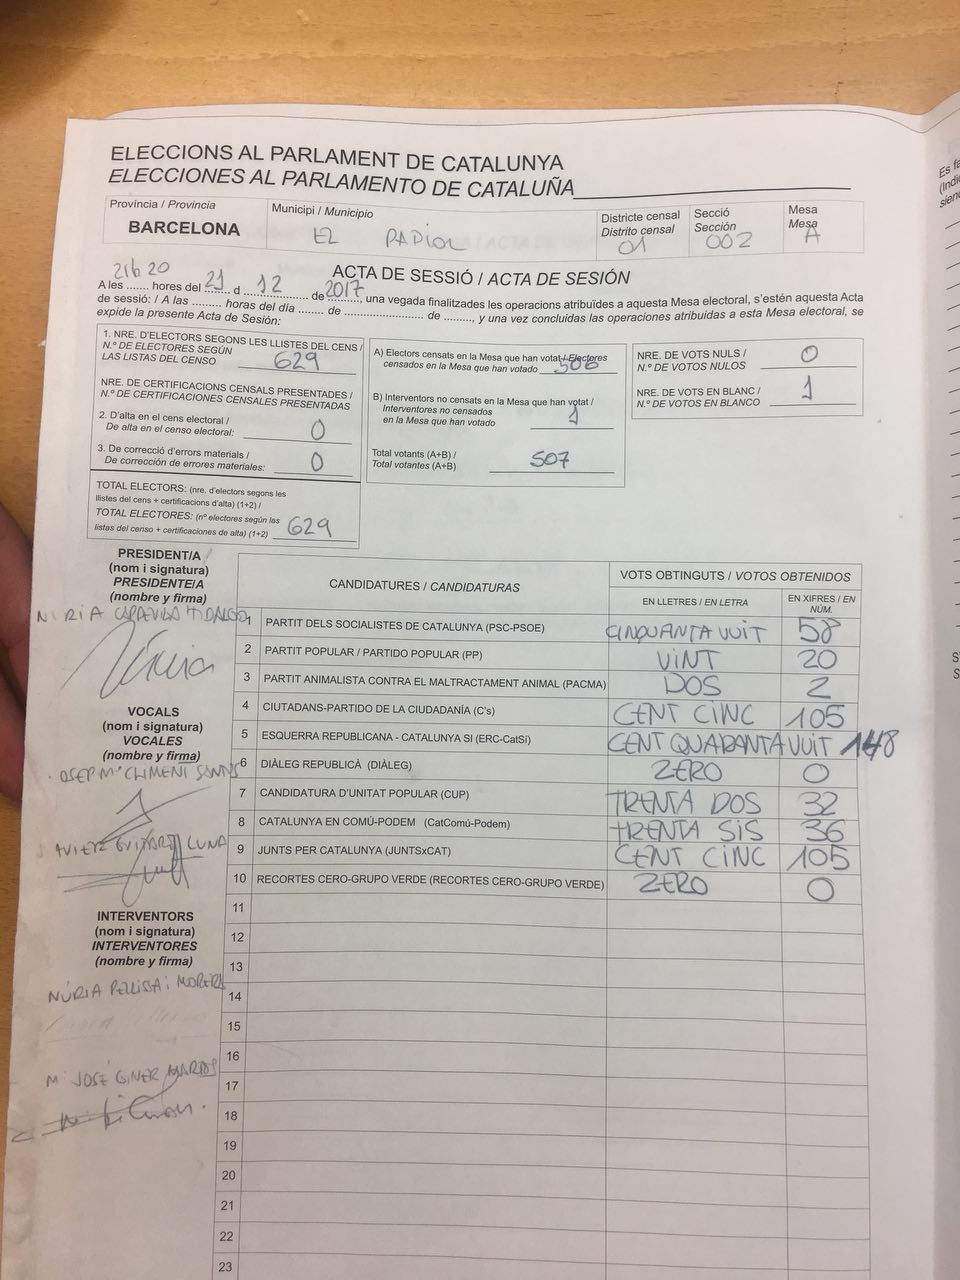 ELECCIONS AL PARLAMENT DE CATALUNYA
ELECCIONES AL PARLAMENTO DE CATALUÑA
Província / Provincia
BARCELONA
Municipi / Municipio
EL PAPIOL
Districte censal
Distrito censal
01
Secció
Sección
002
Mesa
Mesa
A
ACTA DE SESSIÓ / ACTA DE SESIÓN
21h 20 21 12 2017
A les ....... hores del ....... d ..................... de ........., una vegada finalitzades les operacions atribuïdes a aquesta Mesa electoral, s'estén aquesta Acta
de sessió: / A las ......... horas del día ....... de ..................... de ........., y una vez concluidas las operaciones atribuidas a esta Mesa electoral, se
expide la presente Acta de Sesión:
1. NRE. D'ELECTORS SEGONS LES LLISTES DEL CENS /
N.º DE ELECTORES SEGÚN
LAS LISTAS DEL CENSO 629
NRE. DE CERTIFICACIONS CENSALS PRESENTADES /
N.º DE CERTIFICACIONES CENSALES PRESENTADAS
2. D'alta en el cens electoral /
De alta en el censo electoral: 0
3. De correcció d'errors materials /
De corrección de errores materiales: 0
TOTAL ELECTORS: (nre. d'electors segons les
llistes del cens + certificacions d'alta) (1+2) /
TOTAL ELECTORES: (nº electores según las
listas del censo + certificaciones de alta) (1+2) 629
A) Electors censats en la Mesa que han votat / Electores
censados en la Mesa que han votado 506
B) Interventors no censats en la Mesa que han votat /
Interventores no censados
en la Mesa que han votado 1
Total votants (A+B) /
Total votantes (A+B) 507
NRE. DE VOTS NULS /
N.º DE VOTOS NULOS 0
NRE. DE VOTS EN BLANC /
N.º DE VOTOS EN BLANCO 1
PRESIDENT/A
(nom i signatura)
PRESIDENTE/A
(nombre y firma)
Núria
VOCALS
(nom i signatura)
VOCALES
(nombre y firma)
INTERVENTORS
(nom i signatura)
INTERVENTORES
(nombre y firma)
NÚRIA PELLISA i MORERA
Mª JOSÉ GINER MARTOS
CANDIDATURES / CANDIDATURAS
VOTS OBTINGUTS / VOTOS OBTENIDOS
EN LLETRES / EN LETRA
EN XIFRES / EN
NÚM.
1 PARTIT DELS SOCIALISTES DE CATALUNYA (PSC-PSOE) CINQUANTA VUIT 58
2 PARTIT POPULAR / PARTIDO POPULAR (PP) VINT 20
3 PARTIT ANIMALISTA CONTRA EL MALTRACTAMENT ANIMAL (PACMA) DOS 2
4 CIUTADANS-PARTIDO DE LA CIUDADANÍA (C's) CENT CINC 105
5 ESQUERRA REPUBLICANA - CATALUNYA SI (ERC-CatSí) CENT QUARANTA VUIT 148
6 DIÀLEG REPUBLICÀ (DIÀLEG) ZERO 0
7 CANDIDATURA D'UNITAT POPULAR (CUP) TRENTA DOS 32
8 CATALUNYA EN COMÚ-PODEM (CatComú-Podem) TRENTA SIS 36
9 JUNTS PER CATALUNYA (JUNTSxCAT) CENT CINC 105
10 RECORTES CERO-GRUPO VERDE (RECORTES CERO-GRUPO VERDE) ZERO 0
11
12
13
14
15
16
17
18
19
20
21
22
23